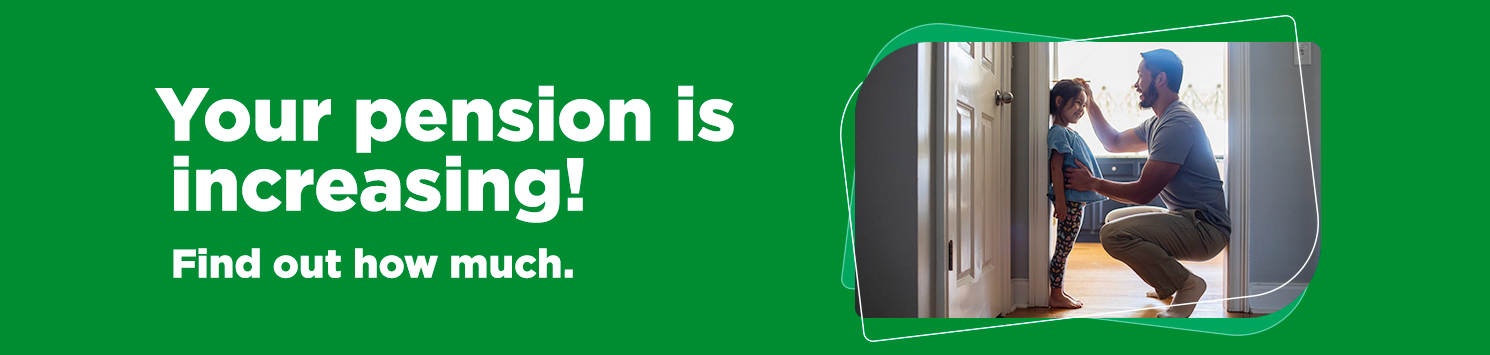 Your pension is
increasing!
Find out how much.